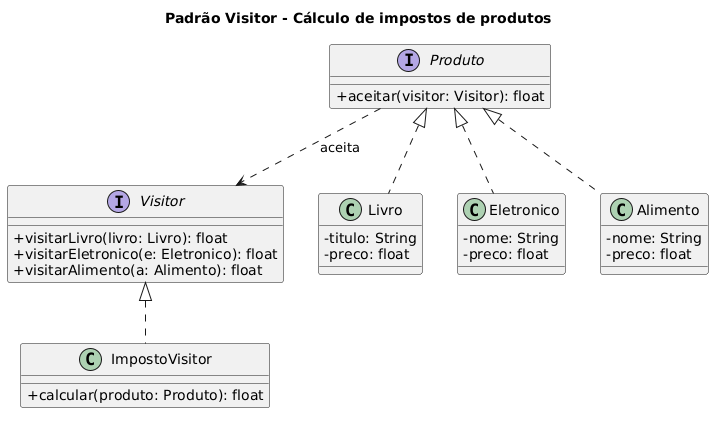 Padrão Visitor - Cálculo de impostos de produtos
I Produto
+aceitar(visitor: Visitor): float
aceita
I Visitor
+visitarLivro(livro: Livro): float
+visitarEletronico(e: Eletronico): float
+visitarAlimento(a: Alimento): float
C Livro
-titulo: String
-preco: float
C Eletronico
-nome: String
-preco: float
C Alimento
-nome: String
-preco: float
C ImpostoVisitor
+calcular(produto: Produto): float